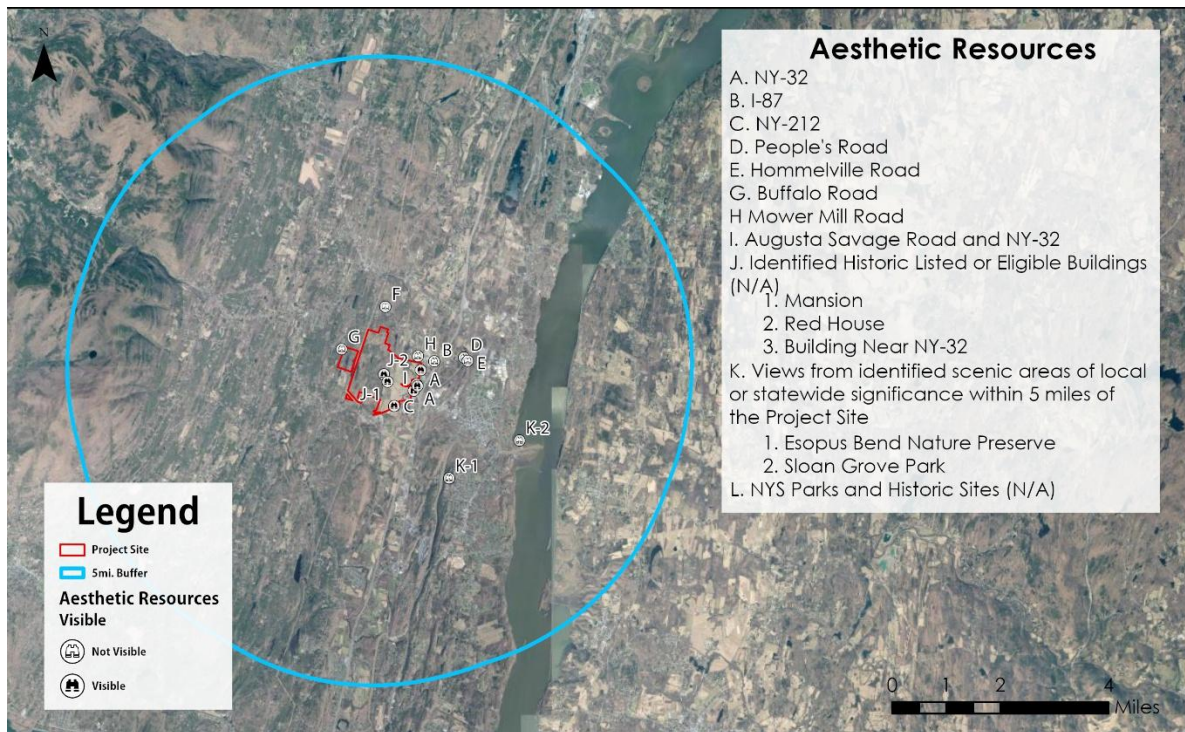 N
Aesthetic Resources
A. NY-32
B. I-87
C. NY-212
D. People's Road
E. Hommelville Road
G. Buffalo Road
H Mower Mill Road
I. Augusta Savage Road and NY-32
J. Identified Historic Listed or Eligible Buildings
(N/A)
1. Mansion
2. Red House
3. Building Near NY-32
K. Views from identified scenic areas of local
or statewide significance within 5 miles of
the Project Site
1. Esopus Bend Nature Preserve
2. Sloan Grove Park
L. NYS Parks and Historic Sites (N/A)
F
G
H
B
D
E
J-2
I
A
J-1
A
C
K-2
K-1
Legend
Project Site
5mi. Buffer
Aesthetic Resources
Visible
Not Visible
Visible
0 1 2 4
Miles